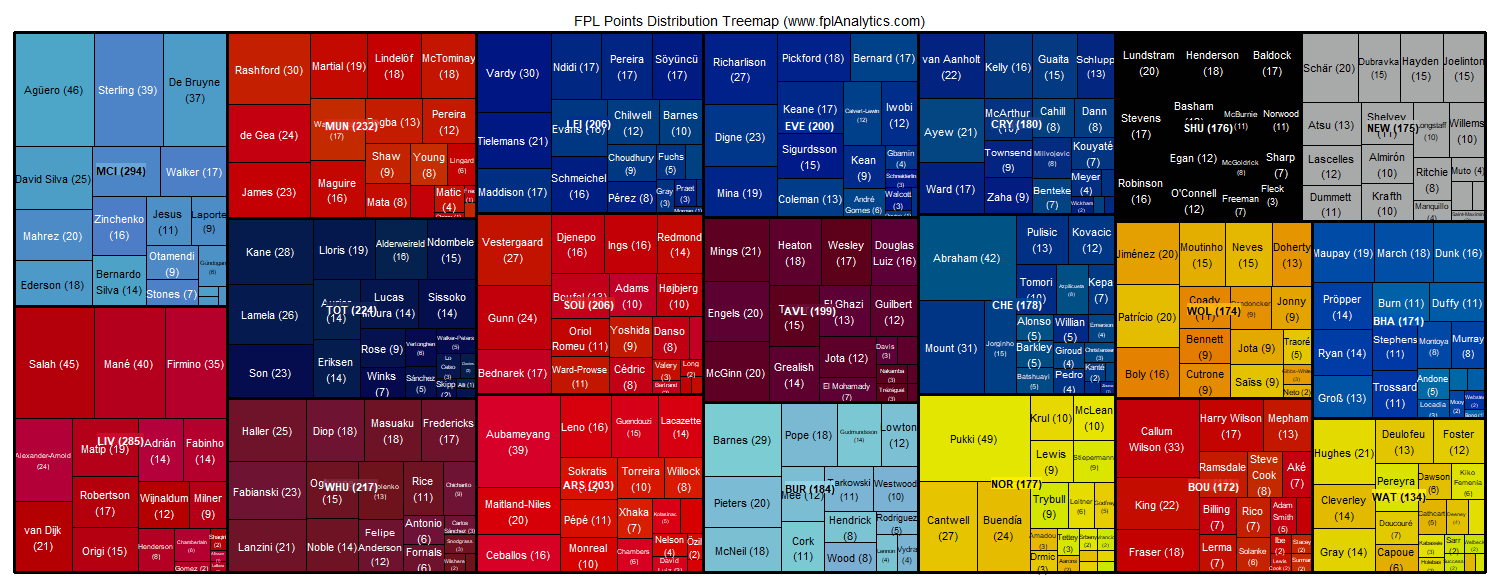 FPL Points Distribution Treemap (www.fplAnalytics.com)
Agüero (46)
Sterling (39)
De Bruyne
(37)
David Silva (25)
MCI (294)
Walker (17)
Mahrez (20)
Zinchenko
(16)
Jesus
(11)
Laporte
(9)
Otamendi
(9)
Gündogan
(6)
Ederson (18)
Bernardo
Silva (14)
Stones (7)
Salah (45)
Mané (40)
Firmino (35)
Alexander-Arnold
(24)
LIV (285)
Matip (19)
Adrián
(14)
Fabinho
(14)
Robertson
(17)
Wijnaldum
(12)
Milner
(9)
van Dijk
(21)
Origi (15)
Henderson
(8)
Chamberlain
(6)
Shaqiri
(2)
Gomez (2)
Rashford (30)
Martial (19)
Lindelöf
(18)
McTominay
(18)
de Gea (24)
(17)
MUN (232)
Pogba (13)
Pereira
(12)
James (23)
Maguire
(16)
Shaw
(9)
Young
(8)
Lingard
(6)
Mata (8)
Matic
(4)
Kane (28)
Lloris (19)
Alderweireld
(16)
Ndombele
(15)
Lamela (26)
(14)
TOT (224)
Lucas
Moura (14)
Sissoko
(14)
Son (23)
Eriksen
(14)
Rose (9)
Vertonghen
(6)
Walker-Peters
(5)
Winks
(7)
Sánchez
(5)
Lo
Celso
(3)
Skipp
(2)
Alli (1)
Haller (25)
Diop (18)
Masuaku
(18)
Fredericks
(17)
Fabianski (23)
(15)
WHU (217)
(13)
Rice
(11)
Chicharito
(9)
Lanzini (21)
Noble (14)
Felipe
Anderson
(12)
Antonio
(6)
Carlos
Sánchez (3)
Fornals
(6)
Snodgrass
(3)
Wilshere
(2)
Vardy (30)
Ndidi (17)
Pereira
(17)
Söyüncü
(17)
Tielemans
(21)
LEI (206)
Evans (16)
Chilwell
(12)
Barnes
(10)
Maddison (17)
Schmeichel
(16)
Choudhury
(9)
Fuchs
(5)
Pérez (8)
Gray
(3)
Praet
(3)
Vestergaard
(27)
Djenepo
(16)
Ings (16)
Redmond
(14)
Gunn (24)
SOU (206)
Boufal (13)
Adams
(10)
Højbjerg
(10)
Bednarek (17)
Oriol
Romeu (11)
Yoshida
(9)
Danso
(8)
Ward-Prowse
(11)
Cédric
(8)
Valery
(3)
Long
(2)
Bertrand
Aubameyang
(39)
Leno (16)
Guendouzi
(15)
Lacazette
(14)
Maitland-Niles
(20)
Sokratis
(12)
ARS (203)
Torreira
(10)
Willock
(8)
Ceballos (16)
Pépé (11)
Xhaka
(7)
Kolasinac
(5)
Monreal
(10)
Chambers
(6)
Nelson
(4)
Özil
(2)
David
Luiz (3)
Richarlison
(27)
Pickford (18)
Bernard (17)
Digne (23)
Keane (17)
EVE (200)
Calvert-Lewin
(12)
Iwobi
(12)
Mina (19)
Sigurdsson
(15)
Kean
(9)
Gbamin
(4)
Schneiderlin
(3)
Coleman (13)
André
Gomes (6)
Walcott
(3)
Mings (21)
Heaton
(18)
Wesley
(17)
Douglas
Luiz (16)
Engels (20)
(15)
TAVL (199)
El Ghazi
(13)
Guilbert
(12)
McGinn (20)
Grealish
(14)
Jota (12)
Davis
(3)
Nakamba
(3)
El Mohamady
(7)
Trézéguet
(3)
Barnes (29)
Pope (18)
Gudmundsson
(14)
Lowton
(12)
Pieters (20)
BUR (184)
Mee (12)
Tarkowski
(11)
Westwood
(10)
McNeil (18)
Cork
(11)
Hendrick
(8)
Rodriguez
(5)
Wood (8)
Lennon
(4)
Vydra
(4)
van Aanholt
(22)
Kelly (16)
Guaita
(15)
Schlupp
(13)
Ayew (21)
McArthur
CRY (180)
Cahill
(8)
Dann
(8)
Ward (17)
Townsend
(9)
Milivojevic
(8)
Kouyaté
(7)
Zaha (9)
Benteke
(7)
Meyer
(4)
Wickham
(2)
Abraham (42)
Pulisic
(13)
Kovacic
(12)
Tomori
(10)
Azpilicueta
(9)
Kepa
(7)
CHE (178)
Mount (31)
Jorginho
(15)
Alonso
(5)
Willian
(5)
Emerson
(4)
Barkley
(5)
Giroud
(4)
Christensen
(3)
Batshuayi
(5)
Pedro
(4)
Kanté
(2)
Pukki (49)
Krul (10)
McLean
(10)
Lewis
(9)
Stiepermann
(9)
NOR (177)
Cantwell
(27)
Buendía
(24)
Trybull
(9)
Leitner
(6)
Godfrey
(5)
Amadou
(3)
Tettey
(3)
Drmic
(3)
Aarons
(2)
Lundstram
(20)
Henderson
(18)
Baldock
(17)
Stevens
(17)
Basham
SHU (176)
McBurnie
(11)
Norwood
(11)
Robinson
(16)
Egan (12)
McGoldrick
(8)
Sharp
(7)
O'Connell
(12)
Freeman
(7)
Fleck
(3)
Schär (20)
Dubravka
(15)
Hayden
(15)
Joelinton
(15)
Atsu (13)
Shelvey
(11)
NEW (175)
Longstaff
(10)
Willems
(10)
Lascelles
(12)
Almirón
(10)
Ritchie
(8)
Muto (4)
Dummett
(11)
Krafth
(10)
Manquillo
(4)
Saint-Maximin
Jiménez (20)
Moutinho
(15)
Neves
(15)
Doherty
(13)
Patrício (20)
Coady
(11)
WOL (174)
Dendoncker
(9)
Jonny
(9)
Boly (16)
Bennett
(9)
Jota (9)
Traoré
(5)
Cutrone
(9)
Saïss (9)
Gibbs-White
(3)
Neto (2)
Maupay (19)
March (18)
Dunk (16)
Pröpper
(14)
Burn (11)
Duffy (11)
BHA (171)
Ryan (14)
Stephens
(11)
Montoya
(8)
Murray
(8)
Groß (13)
Trossard
(11)
Andone
(5)
Locadia
(3)
Mooy
(2)
Webster
(2)
Callum
Wilson (33)
Harry Wilson
(17)
Mepham
(13)
Ramsdale
Steve
Cook
(8)
Aké
(7)
BOU (172)
King (22)
Billing
(7)
Rico
(7)
Adam
Smith
(5)
Fraser (18)
Lerma
(7)
Solanke
(6)
Ibe
(2)
Stacey
(2)
Lewis
Cook (2)
Surman
Hughes (21)
Deulofeu
(13)
Foster
(12)
Pereyra
Dawson
(6)
Kiko
Femenía
(6)
WAT (134)
Cleverley
(14)
Doucouré
(7)
Cathcart
(5)
Deeney
Gray (14)
Capoue
(6)
Kabasele
(3)
Sarr
(2)
Welbeck
(2)
Holebas
Success
(2)